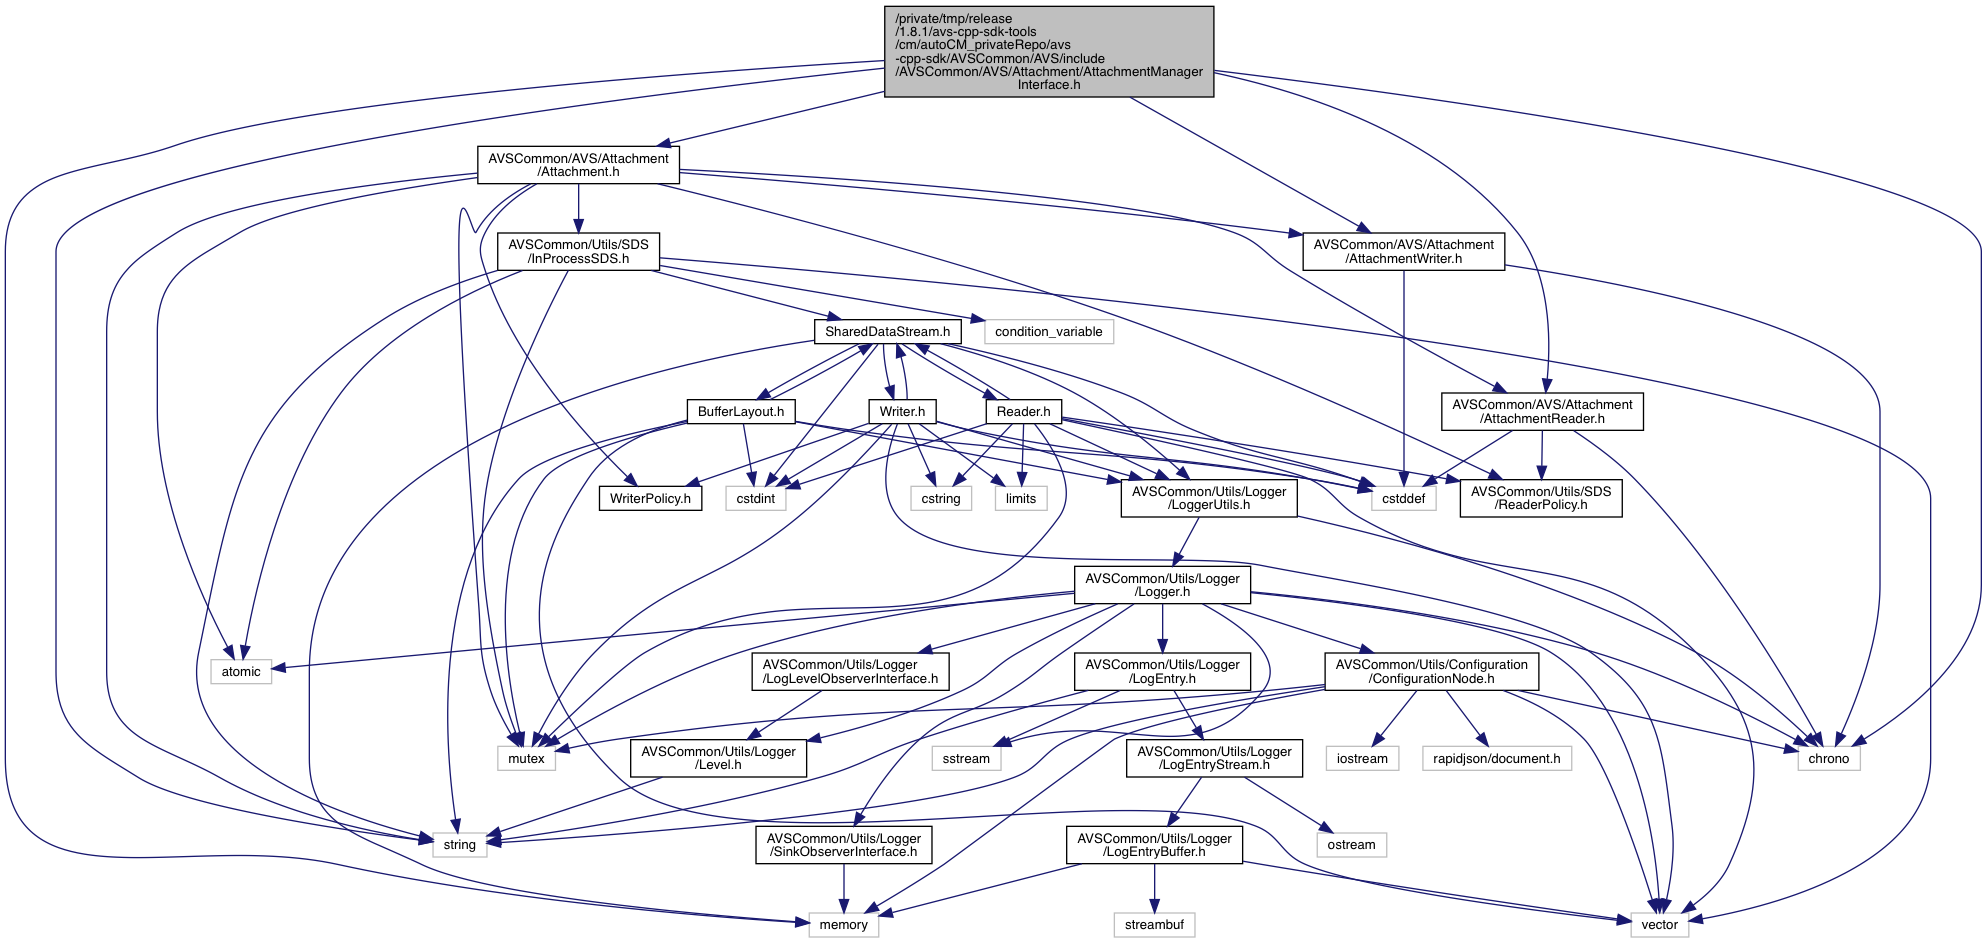 /private/tmp/release
/1.8.1/avs-cpp-sdk-tools
/cm/autoCM_privateRepo/avs
-cpp-sdk/AVSCommon/AVS/include
/AVSCommon/AVS/Attachment/AttachmentManager
Interface.h
AVSCommon/AVS/Attachment
/Attachment.h
AVSCommon/Utils/SDS
/InProcessSDS.h
AVSCommon/AVS/Attachment
/AttachmentWriter.h
SharedDataStream.h
condition_variable
BufferLayout.h
Writer.h
Reader.h
AVSCommon/AVS/Attachment
/AttachmentReader.h
WriterPolicy.h
cstdint
cstring
limits
AVSCommon/Utils/Logger
/LoggerUtils.h
cstddef
AVSCommon/Utils/SDS
/ReaderPolicy.h
AVSCommon/Utils/Logger
/Logger.h
atomic
AVSCommon/Utils/Logger
/LogLevelObserverInterface.h
AVSCommon/Utils/Logger
/LogEntry.h
AVSCommon/Utils/Configuration
/ConfigurationNode.h
mutex
AVSCommon/Utils/Logger
/Level.h
sstream
AVSCommon/Utils/Logger
/LogEntryStream.h
iostream
rapidjson/document.h
chrono
string
AVSCommon/Utils/Logger
/SinkObserverInterface.h
AVSCommon/Utils/Logger
/LogEntryBuffer.h
ostream
memory
streambuf
vector